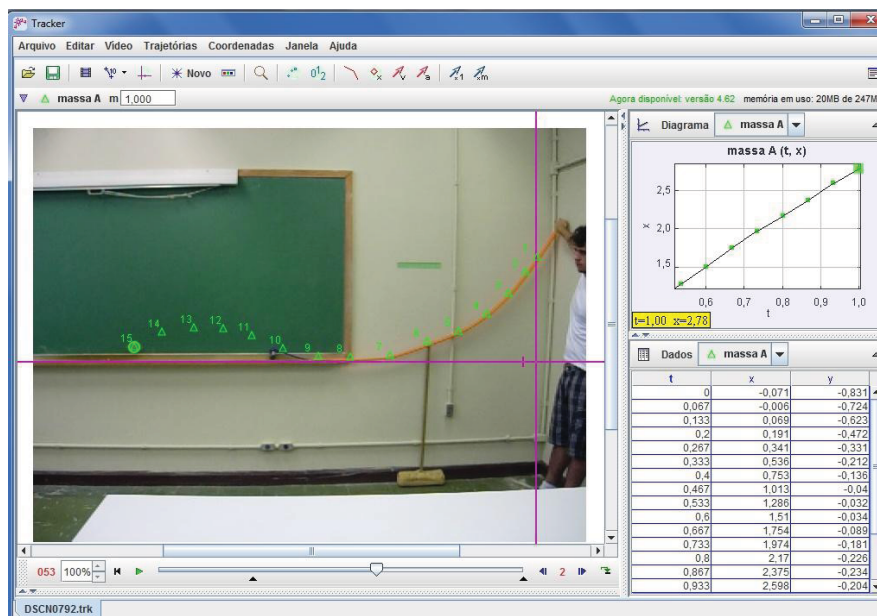 Tracker
Arquivo Editar Vídeo Trajetórias Coordenadas Janela Ajuda
Novo
massa A m 1,000
Agora disponível: versão 4.62 memória em uso: 20MB de 247M
Diagrama massa A
massa A (t, x)
2,5
2,0
1,5
x
0,6 0,7 0,8 0,9 1,0
t
t=1,00 x=2,78
15 14 13 12 11 10 9 8 7
Dados massa A
t x y
0 -0,071 -0,831
0,067 -0,006 -0,724
0,133 0,069 -0,623
0,2 0,191 -0,472
0,267 0,341 -0,331
0,333 0,536 -0,212
0,4 0,753 -0,136
0,467 1,013 -0,04
0,533 1,286 -0,032
0,6 1,51 -0,034
0,667 1,754 -0,089
0,733 1,974 -0,181
0,8 2,17 -0,226
0,867 2,375 -0,234
0,933 2,598 -0,204
053 100% 2
DSCN0792.trk